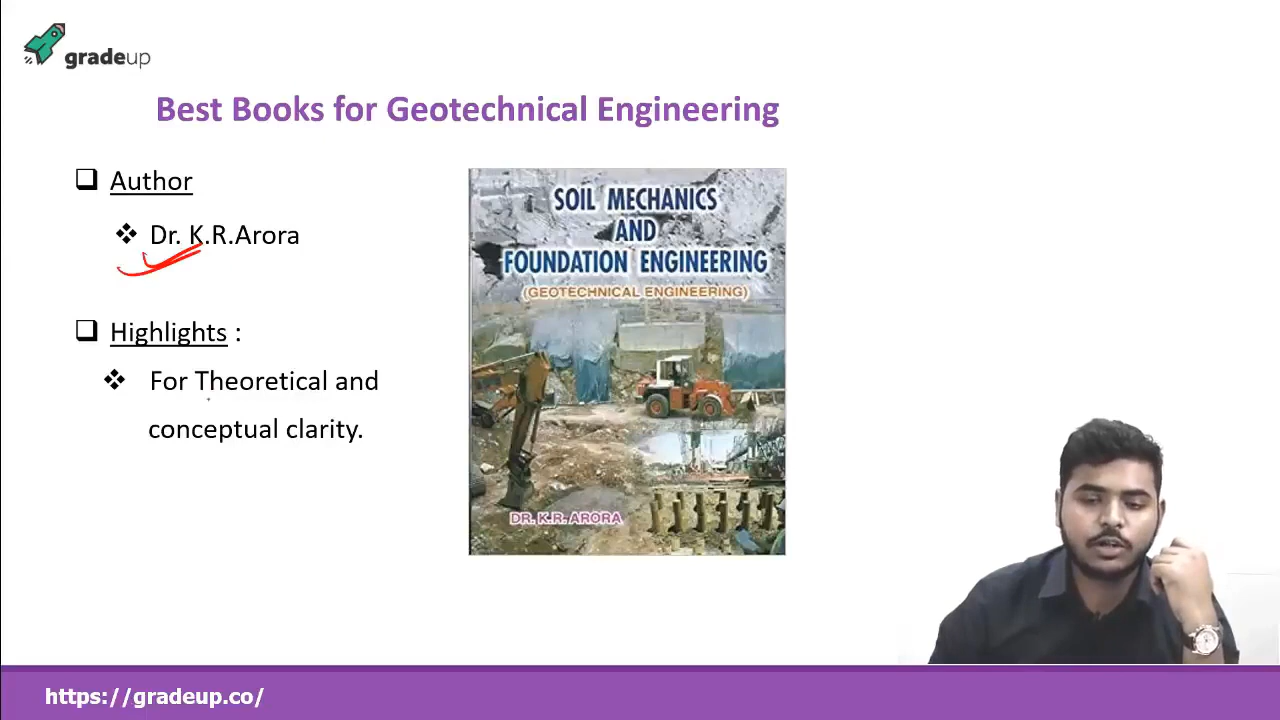 gradeup
Best Books for Geotechnical Engineering
❑ Author
❖ Dr. K.R.Arora
❑ Highlights :
❖ For Theoretical and
conceptual clarity.
SOIL MECHANICS
AND
FOUNDATION ENGINEERING
(GEOTECHNICAL ENGINEERING)
DR. K.R. ARORA
https://gradeup.co/